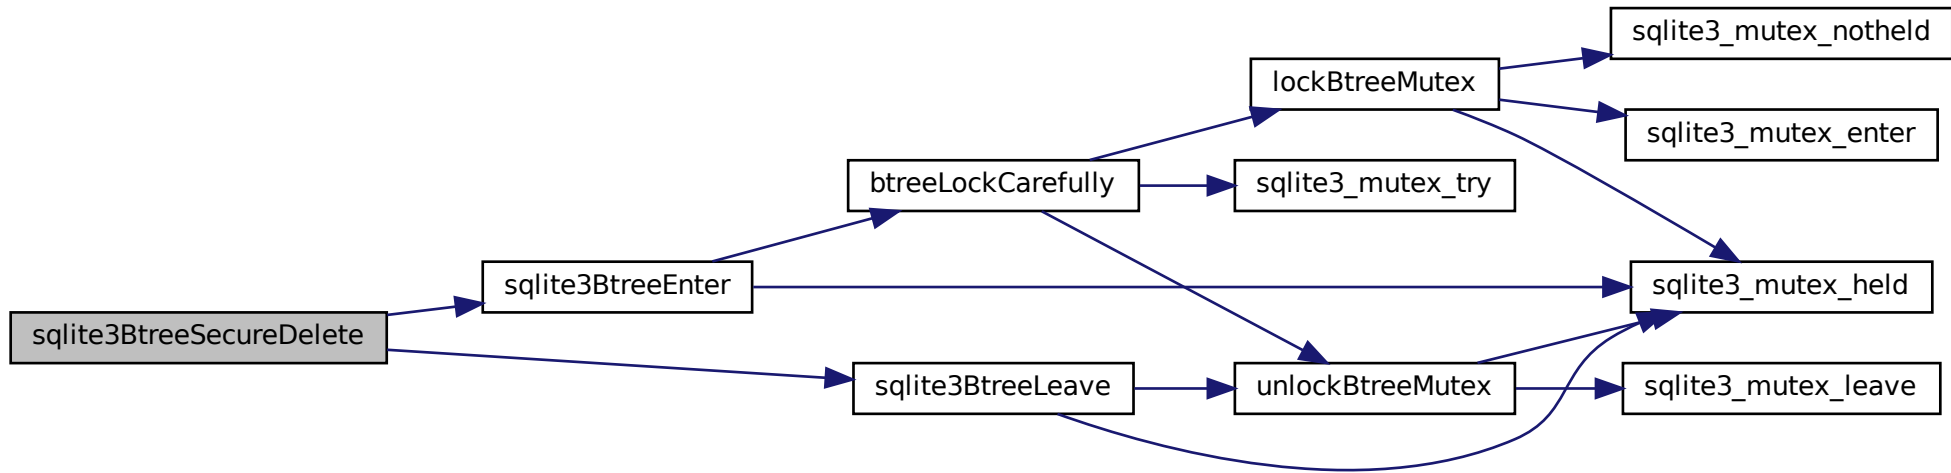 sqlite3BtreeSecureDelete
sqlite3BtreeEnter
sqlite3BtreeLeave
btreeLockCarefully
lockBtreeMutex
sqlite3_mutex_try
unlockBtreeMutex
sqlite3_mutex_notheld
sqlite3_mutex_enter
sqlite3_mutex_held
sqlite3_mutex_leave